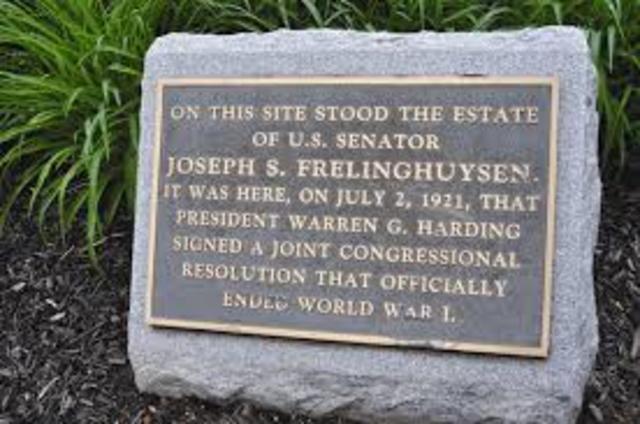 ON THIS SITE STOOD THE ESTATE
OF U.S. SENATOR
JOSEPH S. FRELINGHUYSEN.
IT WAS HERE, ON JULY 2, 1921, THAT
PRESIDENT WARREN G. HARDING
SIGNED A JOINT CONGRESSIONAL
RESOLUTION THAT OFFICIALLY
ENDED WORLD WAR I.